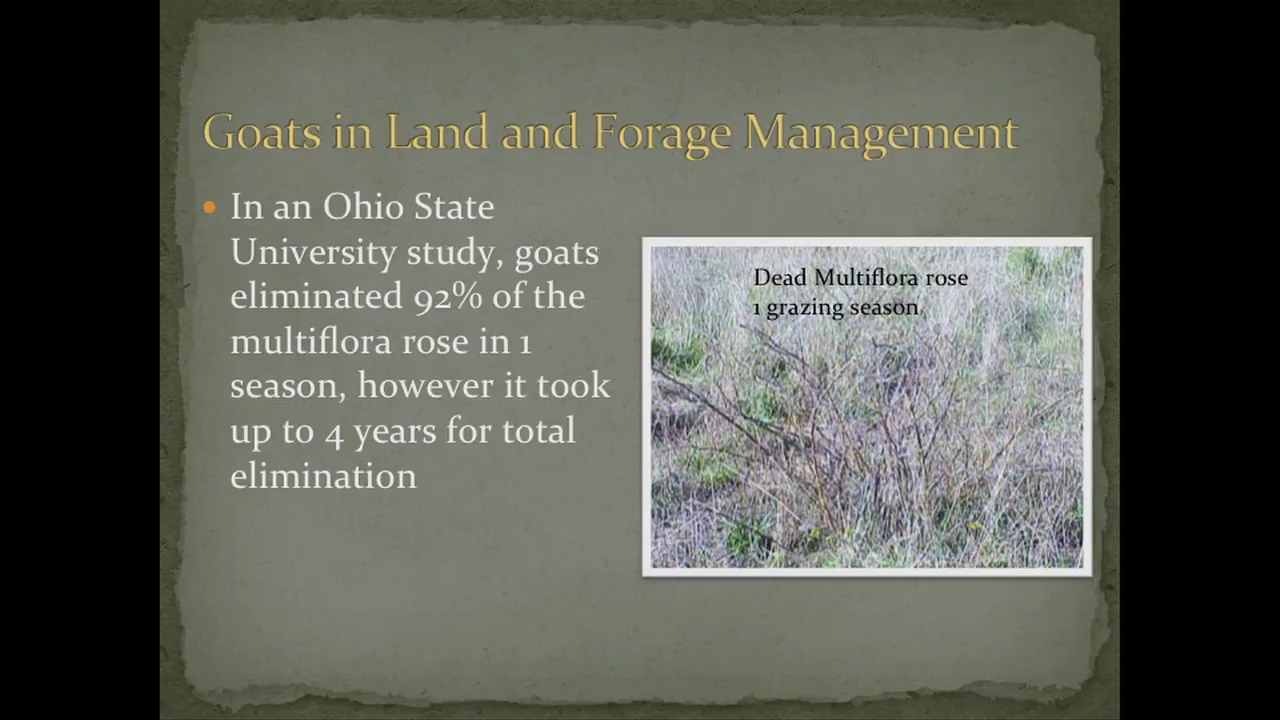 Goats in Land and Forage Management
In an Ohio State
University study, goats
eliminated 92% of the
multiflora rose in 1
season, however it took
up to 4 years for total
elimination
Dead Multiflora rose
1 grazing season